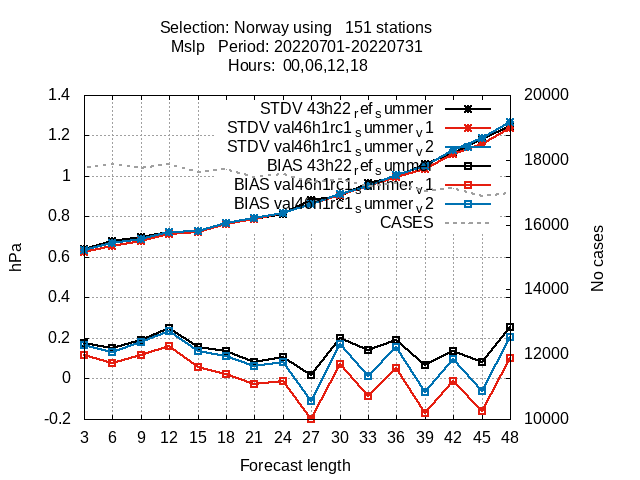 Selection: Norway using   151 stations
Mslp   Period: 20220701-20220731
Hours:  00,06,12,18
STDV 43h22_ref_summer
STDV val46h1rc1_summer_v1
STDV val46h1rc1_summer_v2
BIAS 43h22_ref_summer
BIAS val46h1rc1_summer_v1
BIAS val46h1rc1_summer_v2
CASES
1.4
1.2
1
0.8
0.6
0.4
0.2
0
-0.2
hPa
20000
18000
16000
14000
12000
10000
No cases
3 6 9 12 15 18 21 24 27 30 33 36 39 42 45 48
Forecast length